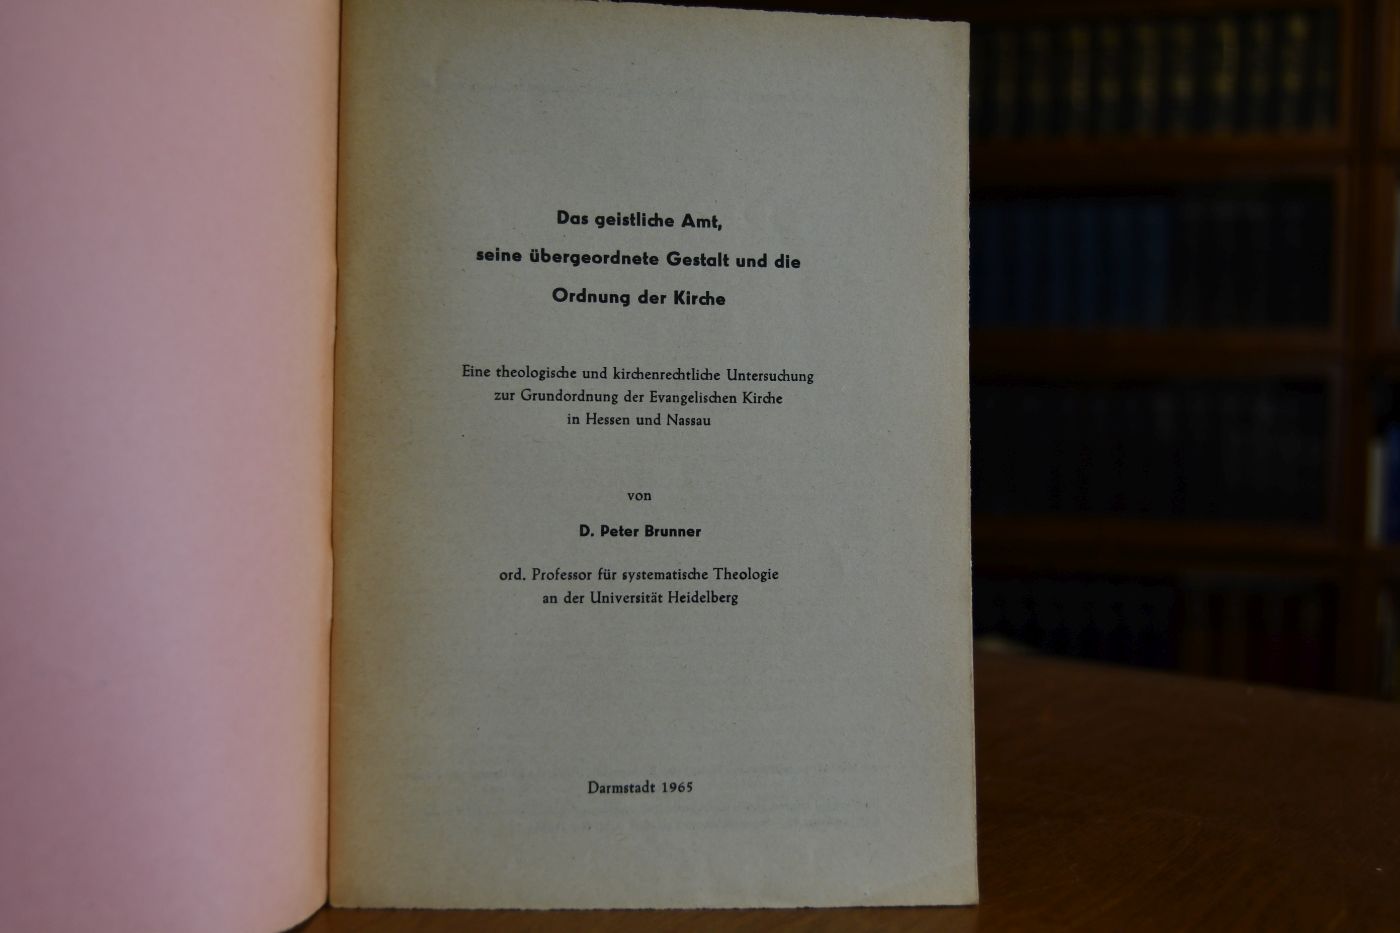 Das geistliche Amt,
seine übergeordnete Gestalt und die
Ordnung der Kirche
Eine theologische und kirchenrechtliche Untersuchung
zur Grundordnung der Evangelischen Kirche
in Hessen und Nassau
von
D. Peter Brunner
ord. Professor für systematische Theologie
an der Universität Heidelberg
Darmstadt 1965